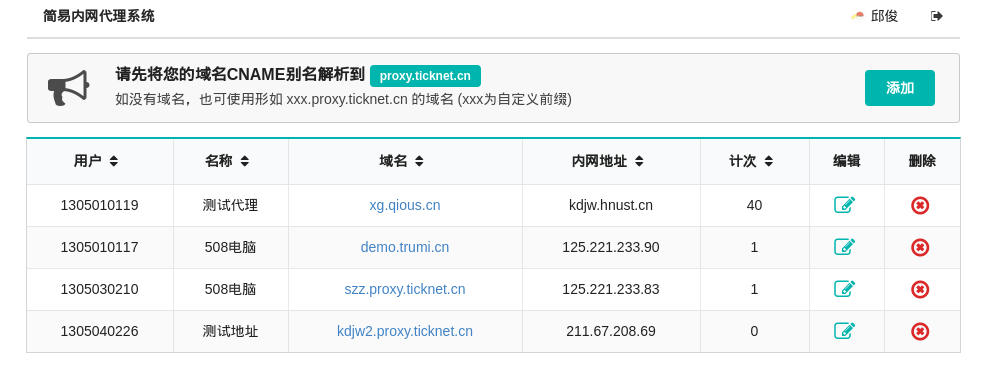 简易内网代理系统 邱俊
请先将您的域名CNAME别名解析到 proxy.ticknet.cn
如没有域名，也可使用形如 xxx.proxy.ticknet.cn 的域名 (xxx为自定义前缀)
添加
用户 名称 域名 内网地址 计次 编辑 删除
1305010119 测试代理 xg.qious.cn kdjw.hnust.cn 40
1305010117 508电脑 demo.trumi.cn 125.221.233.90 1
1305030210 508电脑 szz.proxy.ticknet.cn 125.221.233.83 1
1305040226 测试地址 kdjw2.proxy.ticknet.cn 211.67.208.69 0